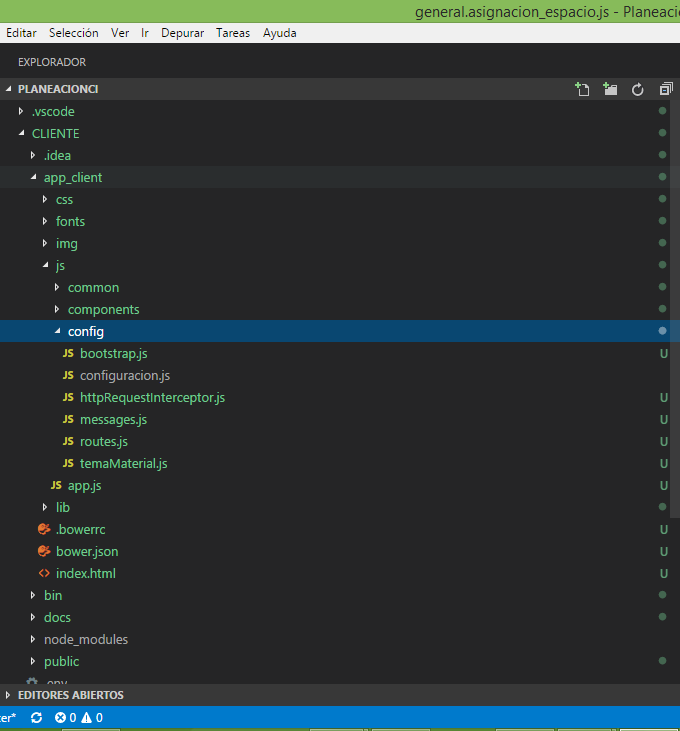 general.asignacion_espacio.js - Planeaci
Editar Selección Ver Ir Depurar Tareas Ayuda
EXPLORADOR
PLANEACIONCI
.vscode
CLIENTE
.idea
app_client
css
fonts
img
js
common
components
config
JS bootstrap.js U
JS configuracion.js
JS httpRequestInterceptor.js U
JS messages.js U
JS routes.js U
JS temaMaterial.js U
JS app.js U
lib
.bowerrc U
bower.json U
<> index.html U
bin
docs
node_modules
public
.env
EDITORES ABIERTOS
ter* 0 0